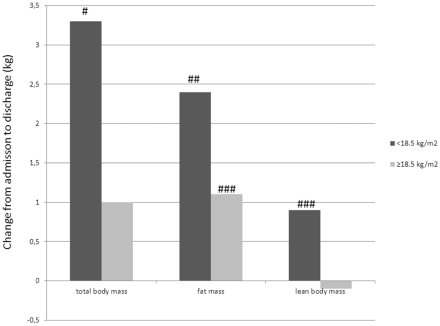 3,5
3
2,5
2
1,5
1
0,5
0
-0,5
Change from admisson to discharge (kg)
#
##
###
###
total body mass
fat mass
lean body mass
<18.5 kg/m2
≥18.5 kg/m2